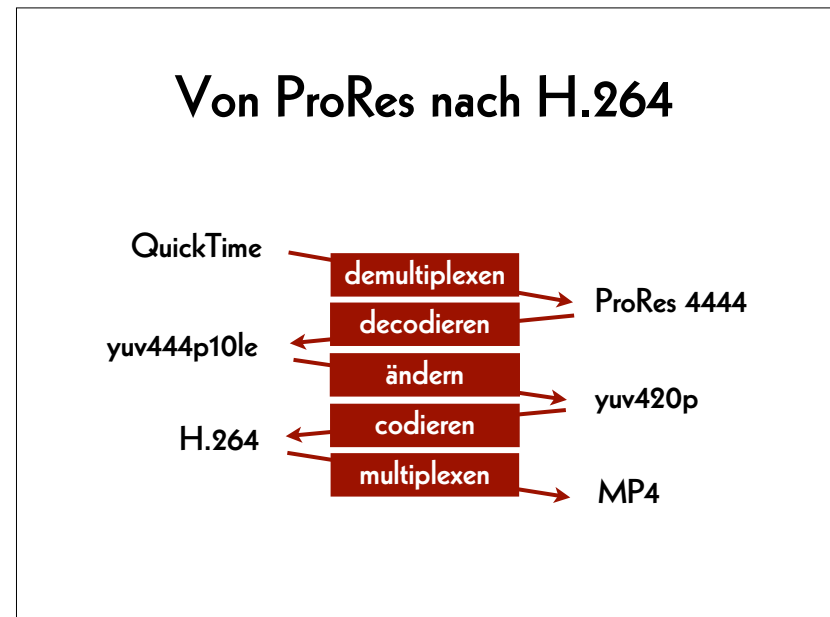 Von ProRes nach H.264
QuickTime
demultiplexen
ProRes 4444
decodieren
yuv444p10le
ändern
yuv420p
codieren
H.264
multiplexen
MP4